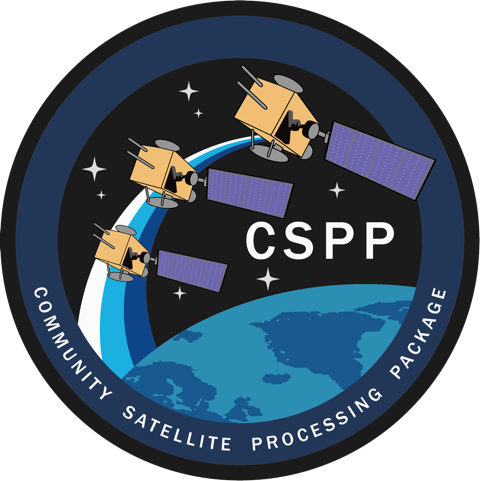 CSPP
COMMUNITY SATELLITE PROCESSING PACKAGE